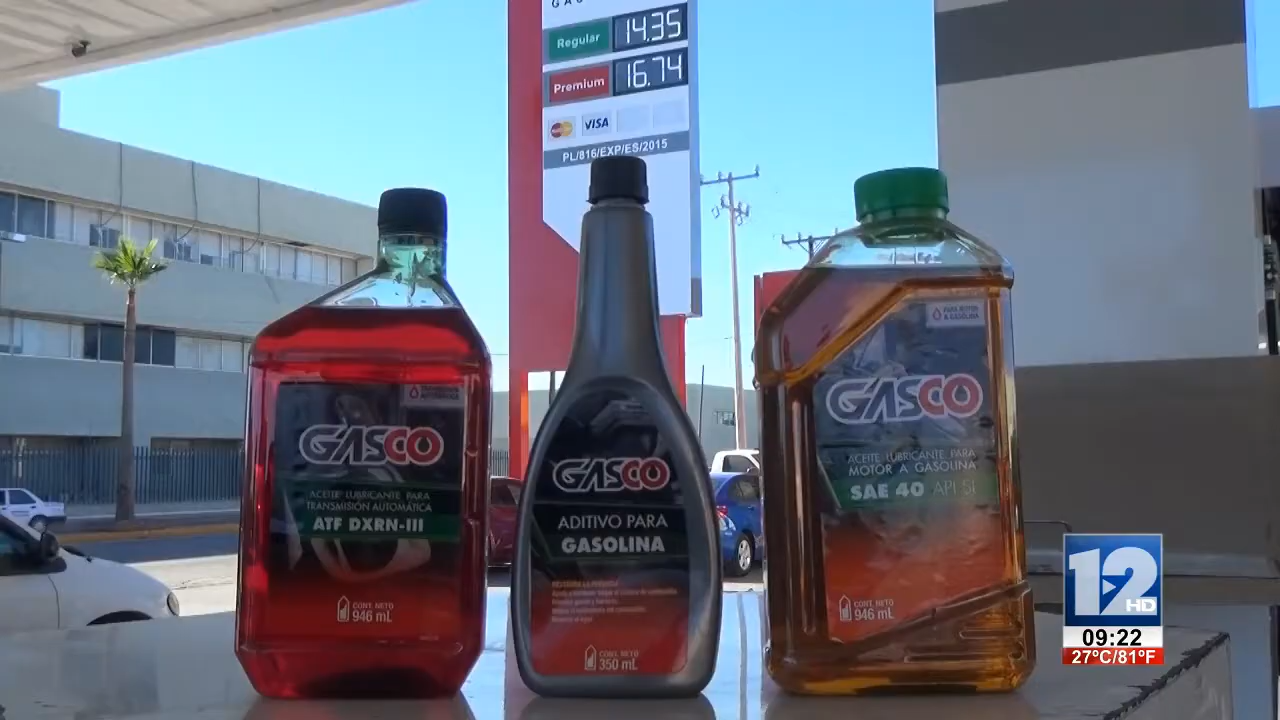 Regular 14.35
Premium 16.74
VISA
PL/816/EXP/ES/2015
GASCO
ACEITE LUBRICANTE PARA
TRANSMISIÓN AUTOMÁTICA
ATF DXRN-III
CONT. NETO
946 mL
GASCO
ADITIVO PARA
GASOLINA
CONT. NETO
350 mL
PARA MOTOR
A GASOLINA
GASCO
ACEITE LUBRICANTE PARA
MOTOR A GASOLINA
SAE 40 API SL
CONT. NETO
946 mL
12
HD
09:22
27°C/81°F